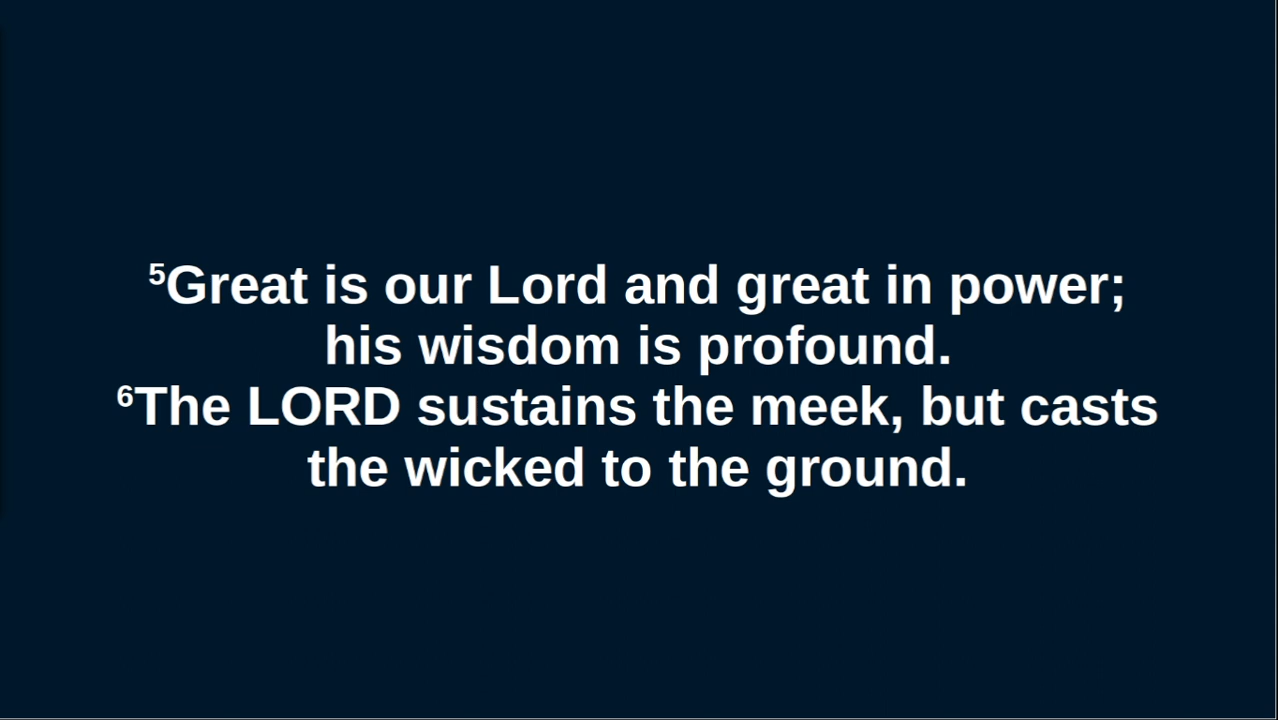 ⁵Great is our Lord and great in power;
his wisdom is profound.
⁶The LORD sustains the meek, but casts
the wicked to the ground.